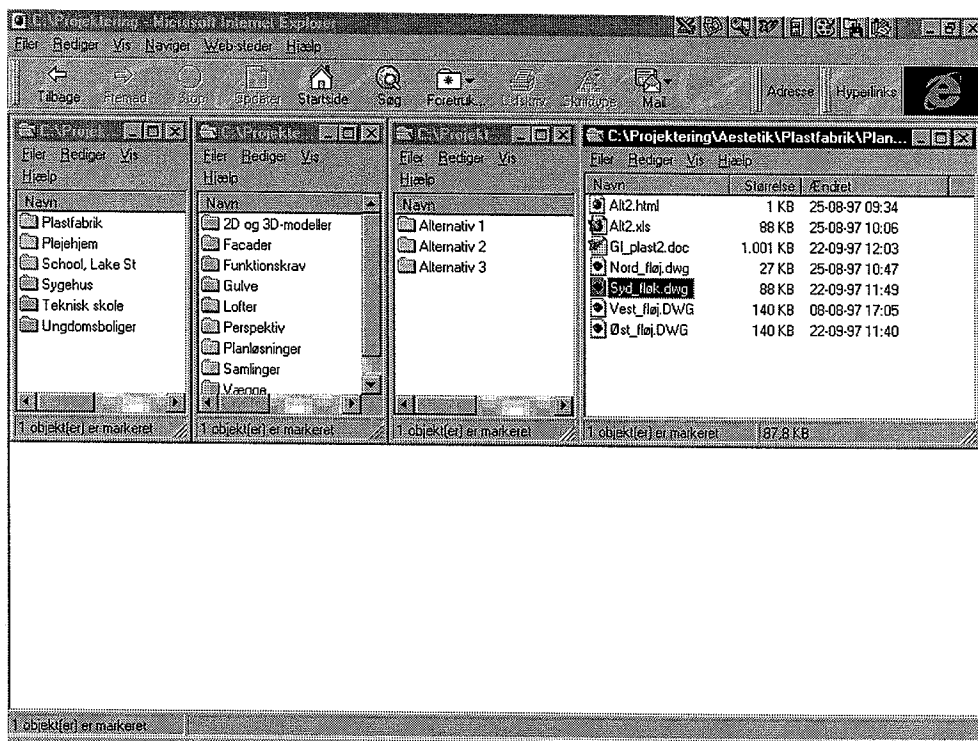 C:\Projektering - Microsoft Internet Explorer
Filer Rediger Vis Naviger Web-steder Hjælp
Tilbage Fremad Stop Opdater Startside Søg Foretruk... Udskriv Skrifttype Mail Adresse Hyperlinks
C:\Projek
Filer Rediger Vis
Hjælp
Navn
Plastfabrik
Plejehjem
School, Lake St
Sygehus
Teknisk skole
Ungdomsboliger
1 objekt(er) er markeret
C:\Projekte
Filer Rediger Vis
Hjælp
Navn
2D og 3D-modeller
Facader
Funktionskrav
Gulve
Lofter
Perspektiv
Planløsninger
Samlinger
Vægge
1 objekt(er) er markeret
C:\Projekt
Filer Rediger Vis
Hjælp
Navn
Alternativ 1
Alternativ 2
Alternativ 3
1 objekt(er) er markeret
C:\Projektering\Aestetik\Plastfabrik\Plan...
Filer Rediger Vis Hjælp
Navn Størrelse Ændret
Alt2.html 1 KB 25-08-97 09:34
Alt2.xls 88 KB 25-08-97 10:06
Gl_plast2.doc 1.001 KB 22-09-97 12:03
Nord_fløj.dwg 27 KB 25-08-97 10:47
Syd_fløk.dwg 88 KB 22-09-97 11:49
Vest_fløj.DWG 140 KB 08-08-97 17:05
Øst_fløj.DWG 140 KB 22-09-97 11:40
1 objekt(er) er markeret 87,8 KB
1 objekt(er) er markeret